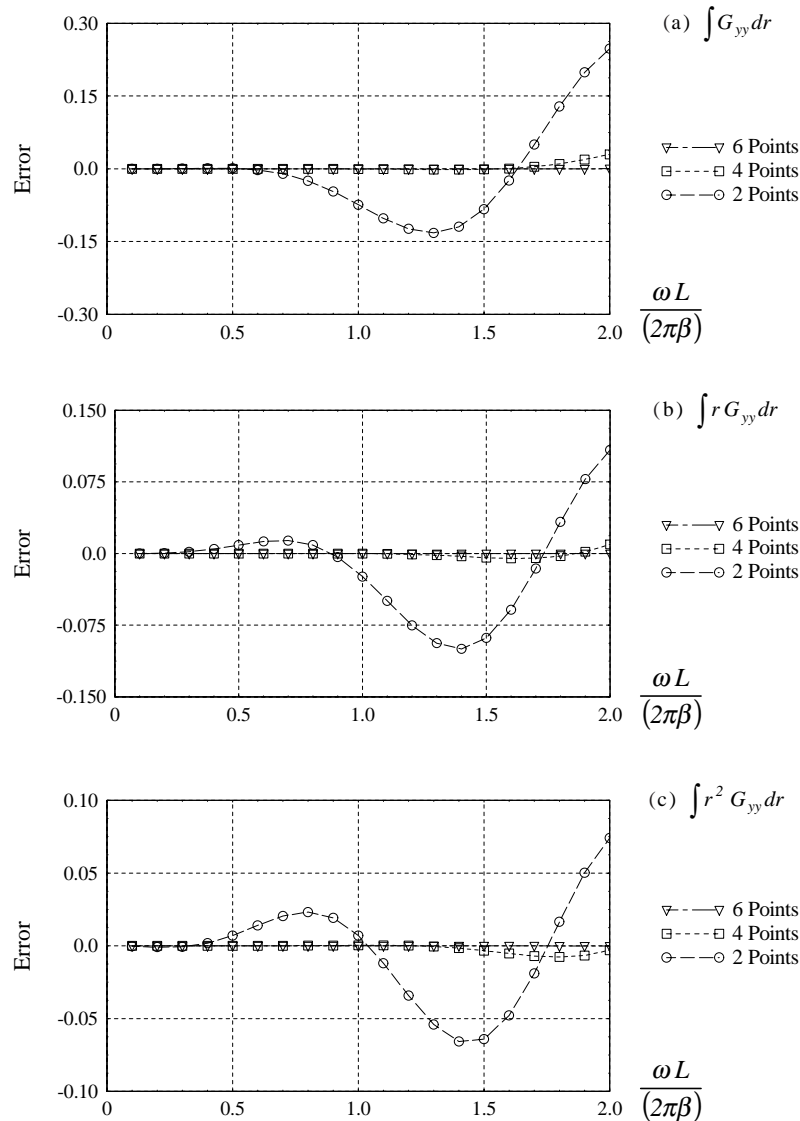 (a) ∫ G_yy dr
0.30
0.15
0.0
-0.15
-0.30
Error
0
0.5
1.0
1.5
2.0
6 Points
4 Points
2 Points
ωL
(2πβ)
(b) ∫ r G_yy dr
0.150
0.075
0.0
-0.075
-0.150
Error
0
0.5
1.0
1.5
2.0
6 Points
4 Points
2 Points
ωL
(2πβ)
(c) ∫ r² G_yy dr
0.10
0.05
0.0
-0.05
-0.10
Error
0
0.5
1.0
1.5
2.0
6 Points
4 Points
2 Points
ωL
(2πβ)